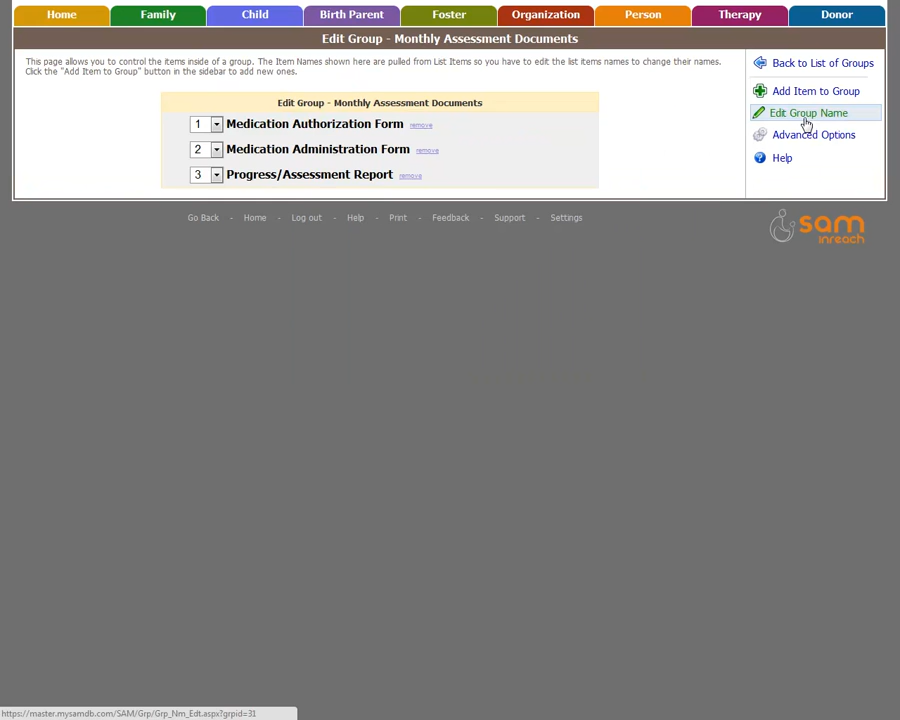 Home Family Child Birth Parent Foster Organization Person Therapy Donor
Edit Group - Monthly Assessment Documents
This page allows you to control the items inside of a group. The Item Names shown here are pulled from List Items so you have to edit the list items names to change their names.
Click the "Add Item to Group" button in the sidebar to add new ones.
Edit Group - Monthly Assessment Documents
1 Medication Authorization Form remove
2 Medication Administration Form remove
3 Progress/Assessment Report remove
Back to List of Groups
Add Item to Group
Edit Group Name
Advanced Options
Help
Go Back - Home - Log out - Help - Print - Feedback - Support - Settings
sam
inreach
https://master.mysamdb.com/SAM/Grp/Grp_Nm_Edt.aspx?grpid=31